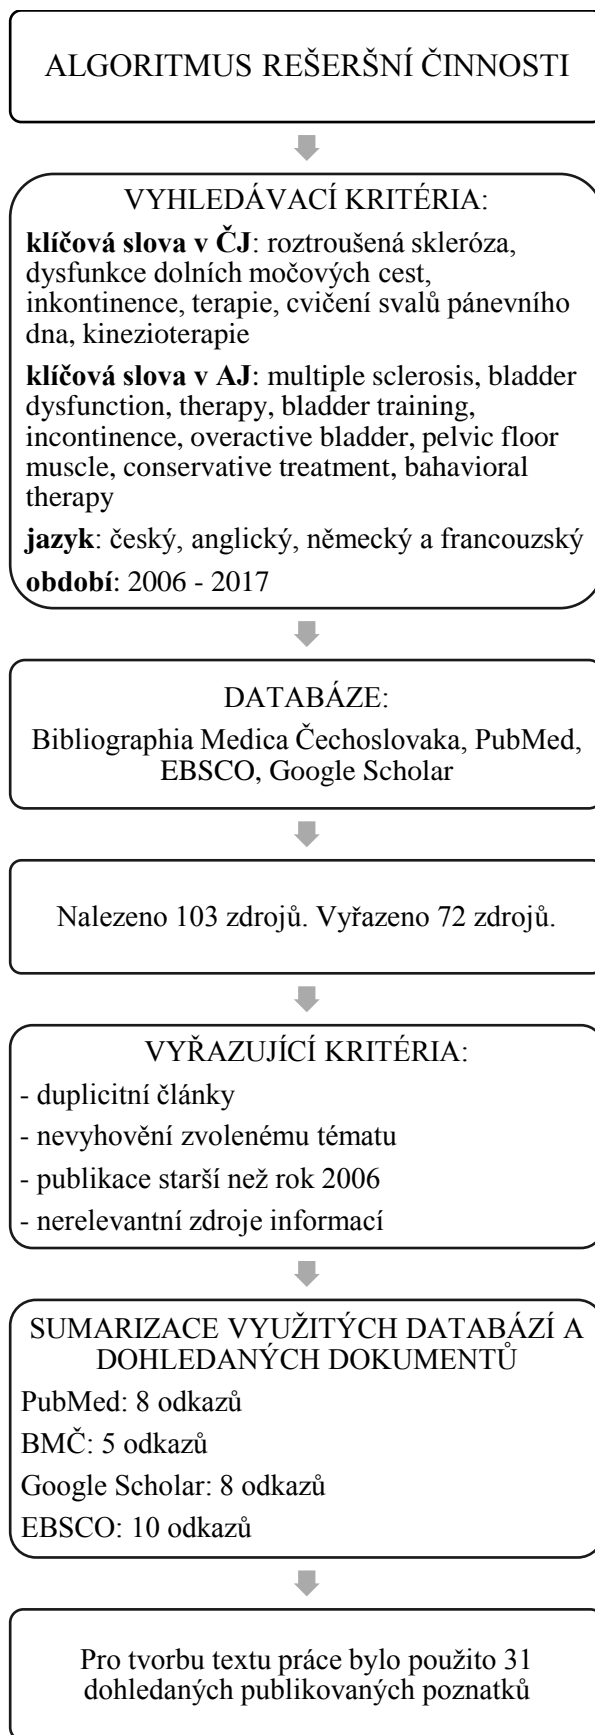 ALGORITMUS REŠERŠNÍ ČINNOSTI
VYHLEDÁVACÍ KRITÉRIA:
klíčová slova v ČJ: roztroušená skleróza,
dysfunkce dolních močových cest,
inkontinence, terapie, cvičení svalů pánevního
dna, kinezioterapie
klíčová slova v AJ: multiple sclerosis, bladder
dysfunction, therapy, bladder training,
incontinence, overactive bladder, pelvic floor
muscle, conservative treatment, bahavioral
therapy
jazyk: český, anglický, německý a francouzský
období: 2006 - 2017
DATABÁZE:
Bibliographia Medica Čechoslovaka, PubMed,
EBSCO, Google Scholar
Nalezeno 103 zdrojů. Vyřazeno 72 zdrojů.
VYŘAZUJÍCÍ KRITÉRIA:
- duplicitní články
- nevyhovění zvolenému tématu
- publikace starší než rok 2006
- nerelevantní zdroje informací
SUMARIZACE VYUŽITÝCH DATABÁZÍ A
DOHLEDANÝCH DOKUMENTŮ
PubMed: 8 odkazů
BMČ: 5 odkazů
Google Scholar: 8 odkazů
EBSCO: 10 odkazů
Pro tvorbu textu práce bylo použito 31
dohledaných publikovaných poznatků